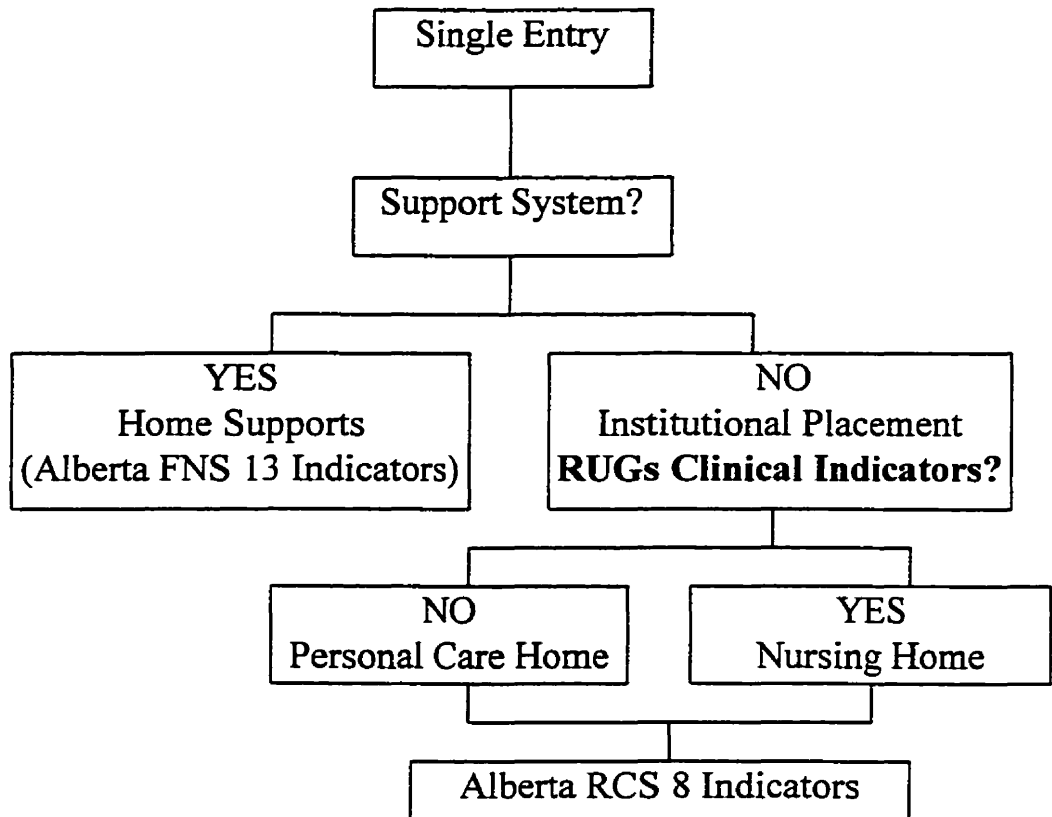 Single Entry
Support System?
YES
Home Supports
(Alberta FNS 13 Indicators)
NO
Institutional Placement
RUGs Clinical Indicators?
NO
Personal Care Home
YES
Nursing Home
Alberta RCS 8 Indicators